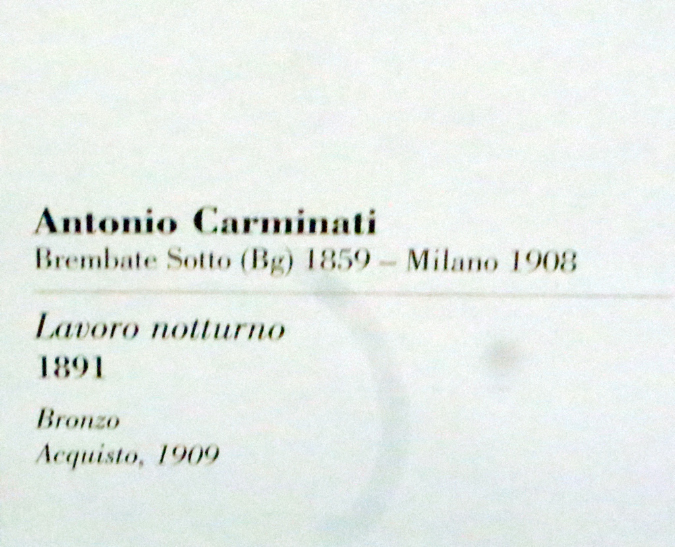 Antonio Carminati
Brembate Sotto (Bg) 1859 – Milano 1908
Lavoro notturno
1891
Bronzo
Acquisto, 1909